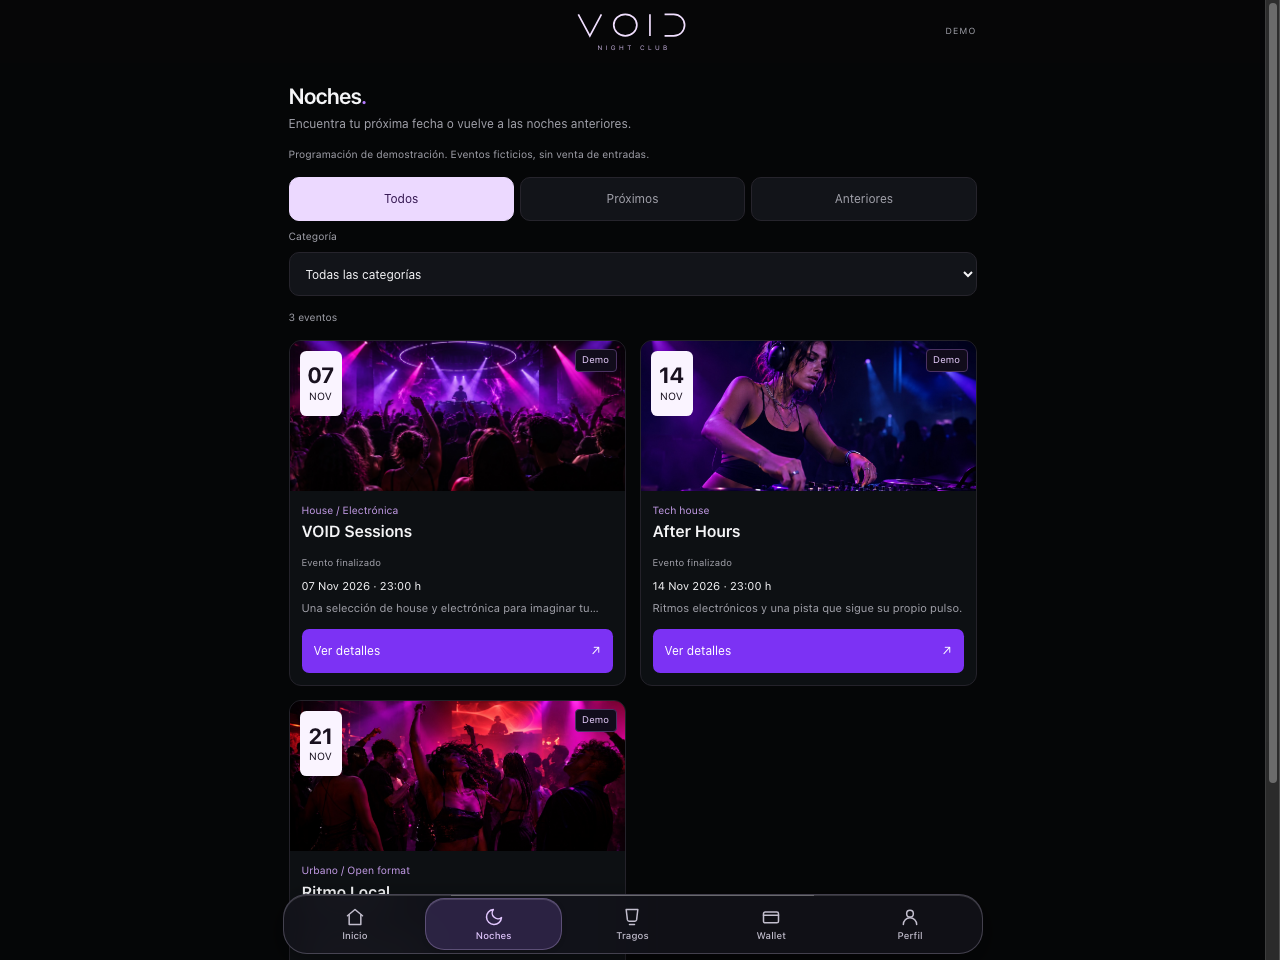 VOID
NIGHT CLUB
DEMO
Noches.
Encuentra tu próxima fecha o vuelve a las noches anteriores.
Programación de demostración. Eventos ficticios, sin venta de entradas.
Todos
Próximos
Anteriores
Categoría
Todas las categorías
3 eventos
07
NOV
Demo
House / Electrónica
VOID Sessions
Evento finalizado
07 Nov 2026 · 23:00 h
Una selección de house y electrónica para imaginar tu...
Ver detalles ↗
14
NOV
Demo
Tech house
After Hours
Evento finalizado
14 Nov 2026 · 23:00 h
Ritmos electrónicos y una pista que sigue su propio pulso.
Ver detalles ↗
21
NOV
Demo
Urbano / Open format
Ritmo Local
Inicio
Noches
Tragos
Wallet
Perfil